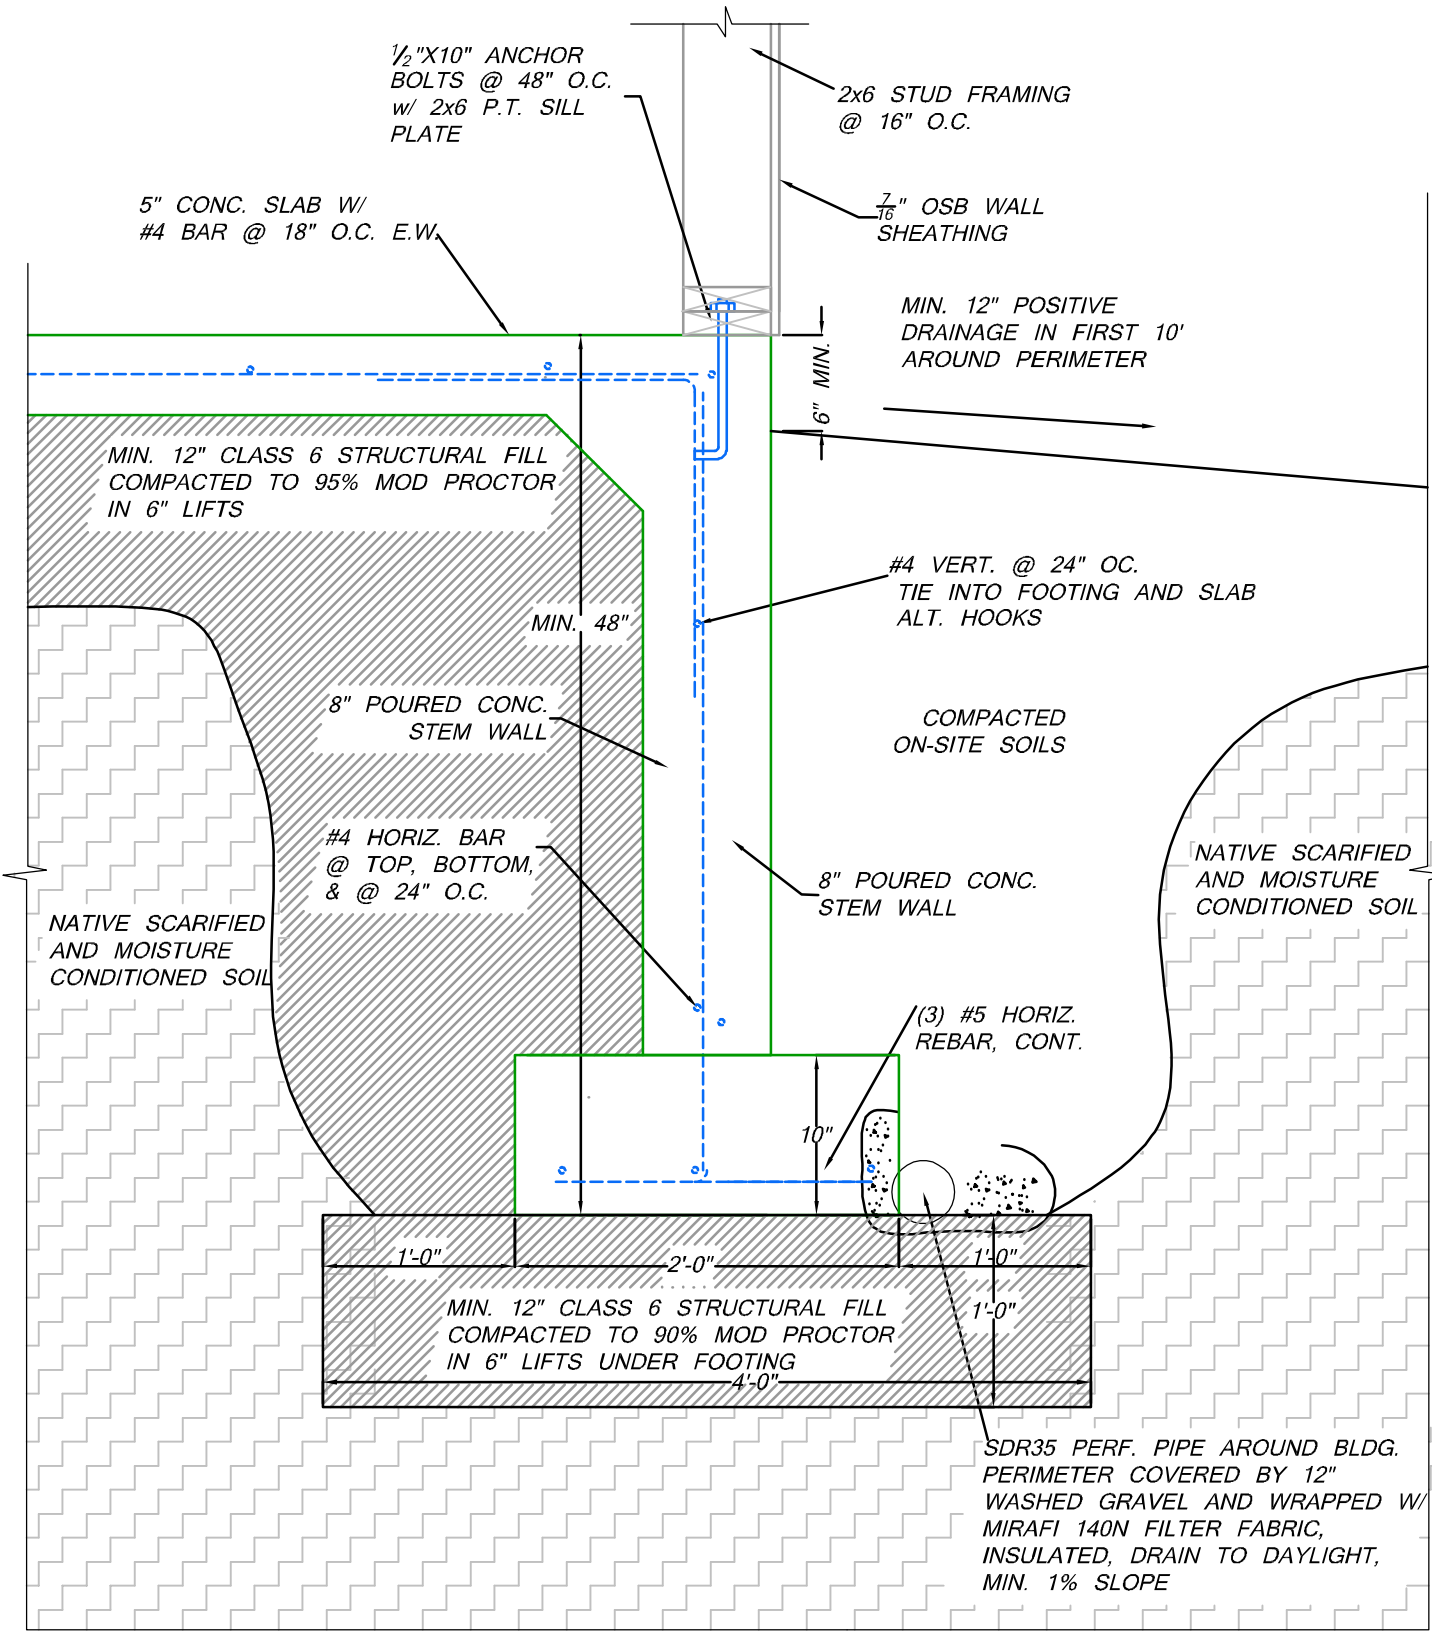 ½"X10" ANCHOR
BOLTS @ 48" O.C.
w/ 2x6 P.T. SILL
PLATE
2x6 STUD FRAMING
@ 16" O.C.
5" CONC. SLAB W/
#4 BAR @ 18" O.C. E.W.
7/16" OSB WALL
SHEATHING
MIN. 12" POSITIVE
DRAINAGE IN FIRST 10'
AROUND PERIMETER
6" MIN.
MIN. 12" CLASS 6 STRUCTURAL FILL
COMPACTED TO 95% MOD PROCTOR
IN 6" LIFTS
#4 VERT. @ 24" OC.
TIE INTO FOOTING AND SLAB
ALT. HOOKS
MIN. 48"
8" POURED CONC.
STEM WALL
COMPACTED
ON-SITE SOILS
#4 HORIZ. BAR
@ TOP, BOTTOM,
& @ 24" O.C.
8" POURED CONC.
STEM WALL
NATIVE SCARIFIED
AND MOISTURE
CONDITIONED SOIL
NATIVE SCARIFIED
AND MOISTURE
CONDITIONED SOIL
(3) #5 HORIZ.
REBAR, CONT.
10"
1'-0"
2'-0"
1'-0"
1'-0"
MIN. 12" CLASS 6 STRUCTURAL FILL
COMPACTED TO 90% MOD PROCTOR
IN 6" LIFTS UNDER FOOTING
4'-0"
SDR35 PERF. PIPE AROUND BLDG.
PERIMETER COVERED BY 12"
WASHED GRAVEL AND WRAPPED W/
MIRAFI 140N FILTER FABRIC,
INSULATED, DRAIN TO DAYLIGHT,
MIN. 1% SLOPE